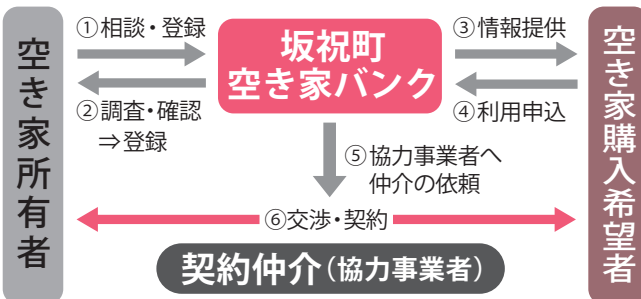 空き家所有者
①相談・登録
②調査・確認
⇒登録
坂祝町
空き家バンク
③情報提供
④利用申込
空き家購入希望者
⑤協力事業者へ
仲介の依頼
⑥交渉・契約
契約仲介(協力事業者)